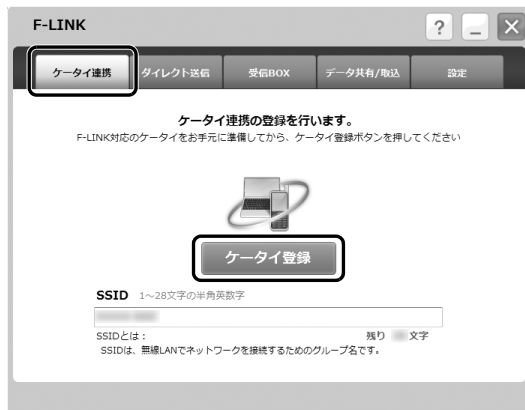 F-LINK
?
ケータイ連携 ダイレクト送信 受信BOX データ共有/取込 設定
ケータイ連携の登録を行います。
F-LINK対応のケータイをお手元に準備してから、ケータイ登録ボタンを押してください
ケータイ登録
SSID 1～28文字の半角英数字
SSIDとは： 残り 文字
SSIDは、無線LANでネットワークを接続するためのグループ名です。